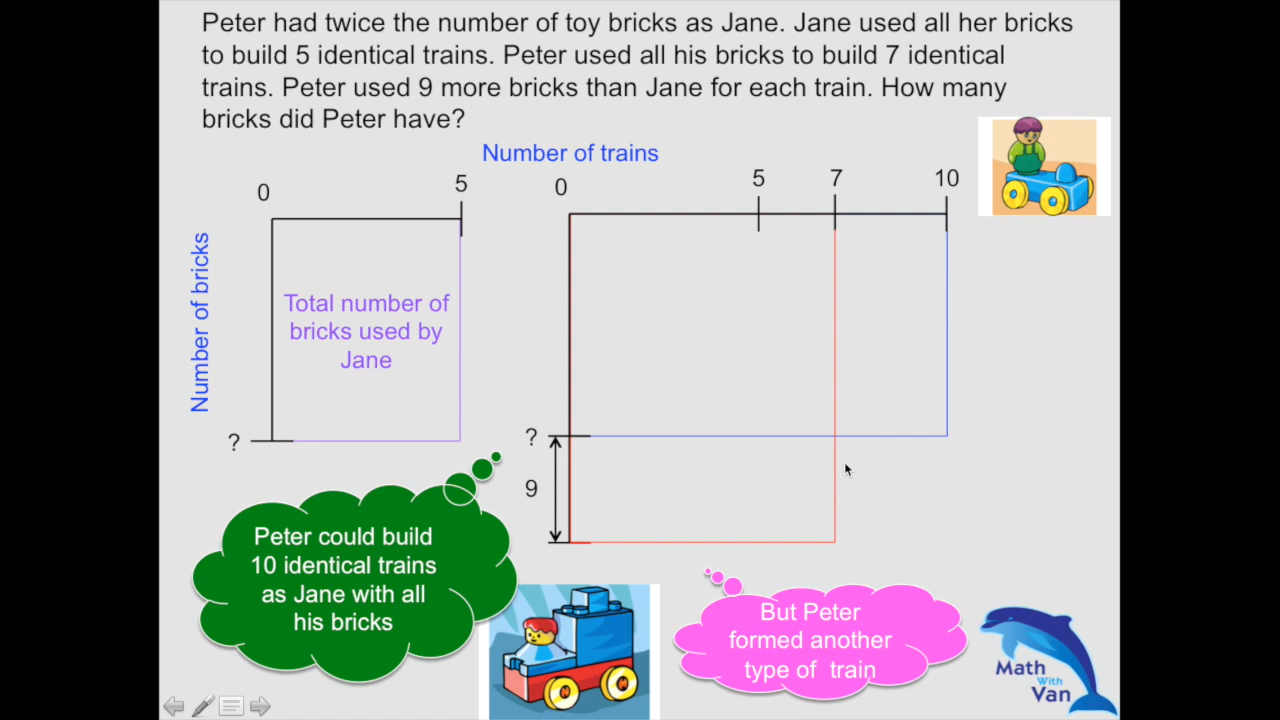 Peter had twice the number of toy bricks as Jane. Jane used all her bricks
to build 5 identical trains. Peter used all his bricks to build 7 identical
trains. Peter used 9 more bricks than Jane for each train. How many
bricks did Peter have?
Number of trains
0
5
0
5
7
10
Number of bricks
Total number of
bricks used by
Jane
?
?
9
Peter could build
10 identical trains
as Jane with all
his bricks
But Peter
formed another
type of train
Math
With
Van